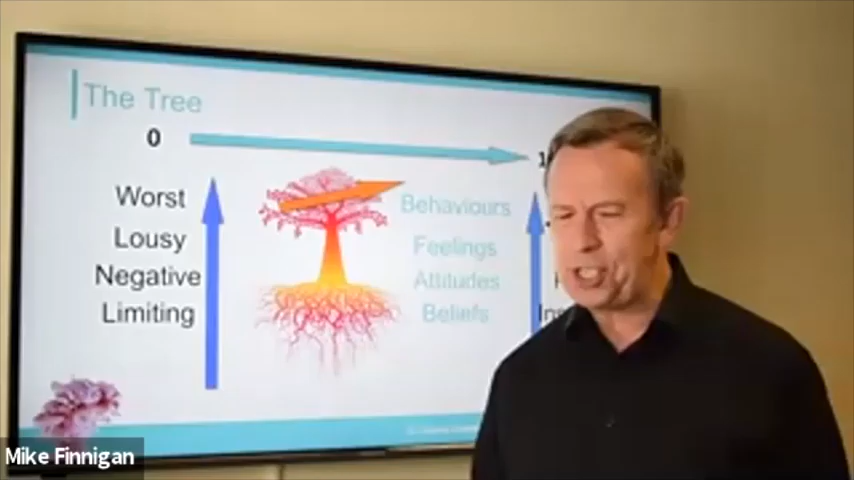 The Tree
0
Worst
Behaviours
Lousy
Feelings
Negative
Attitudes
Limiting
Beliefs
Mike Finnigan